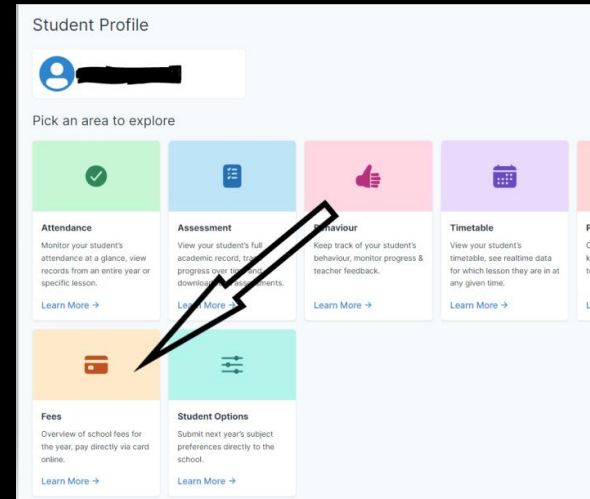 Student Profile
Pick an area to explore
Attendance
Monitor your student's
attendance at a glance, view
records from an entire year or
specific lesson.
Learn More →
Assessment
View your student's full
academic record,
progress over time and
download
Learn More →
Behaviour
Keep track of your student's
behaviour, monitor progress &
teacher feedback.
Learn More →
Timetable
View your student's
timetable, see realtime data
for which lesson they are in at
any given time.
Learn More →
Fees
Overview of school fees for
the year, pay directly via card
online.
Learn More →
Student Options
Submit next year's subject
preferences directly to the
school.
Learn More →